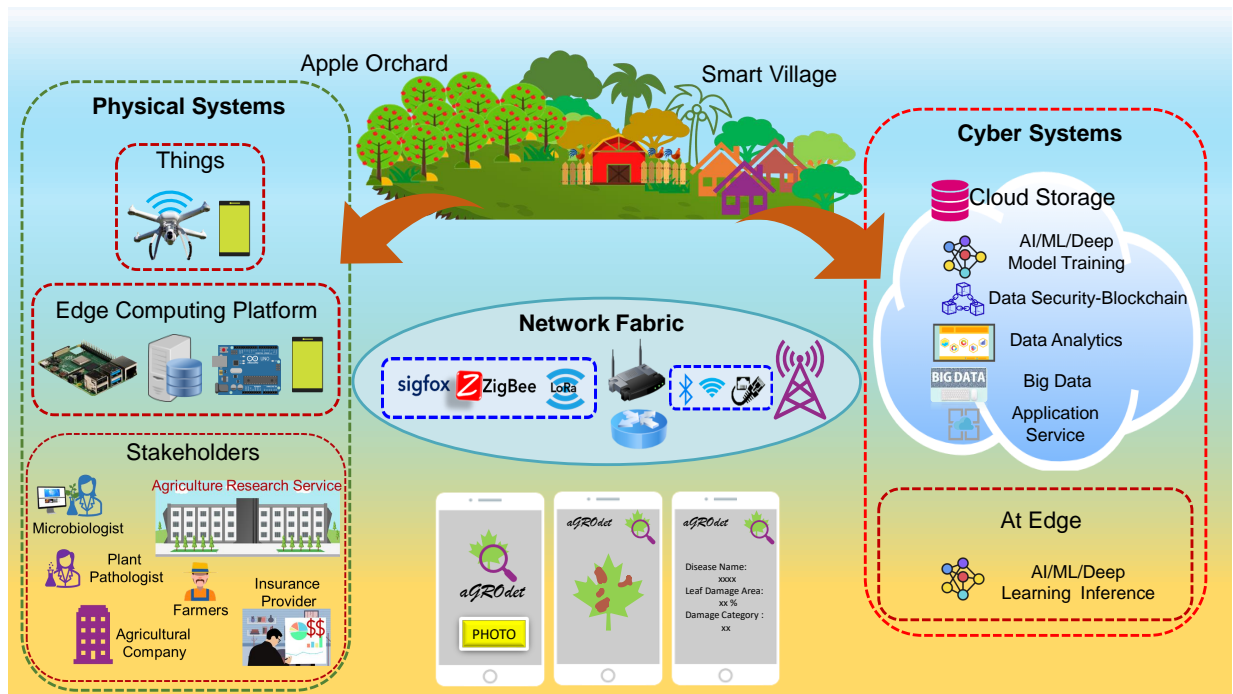 Apple Orchard
Smart Village
Physical Systems
Things
Edge Computing Platform
Stakeholders
Microbiologist
Agriculture Research Service
Plant
Pathologist
Farmers
Insurance
Provider
$$
Agricultural
Company
Network Fabric
sigfox
Z
ZigBee
LoRa
aGROdet
PHOTO
aGROdet
aGROdet
Disease Name:
xxxx
Leaf Damage Area:
xx %
Damage Category :
xx
Cyber Systems
Cloud Storage
AI/ML/Deep
Model Training
Data Security-Blockchain
Data Analytics
BIG DATA
Big Data
Application
Service
At Edge
AI/ML/Deep
Learning Inference